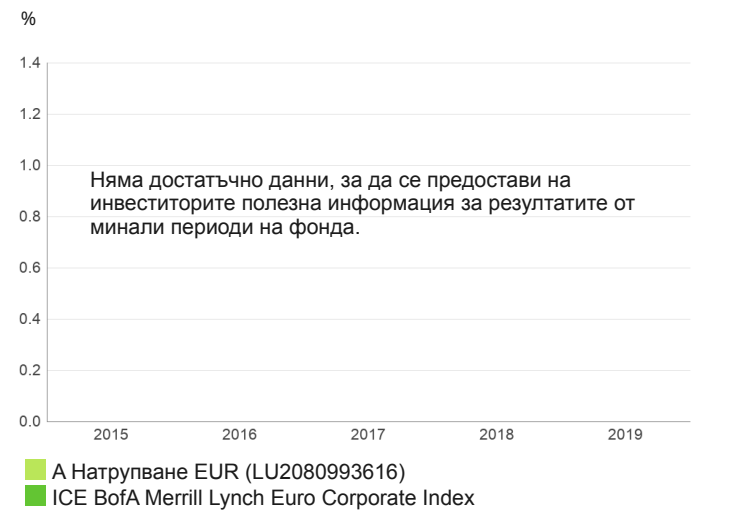 %
1.4
1.2
1.0
Няма достатъчно данни, за да се предостави на
инвеститорите полезна информация за резултатите от
минали периоди на фонда.
0.8
0.6
0.4
0.2
0.0
2015 2016 2017 2018 2019
А Натрупване EUR (LU2080993616)
ICE BofA Merrill Lynch Euro Corporate Index